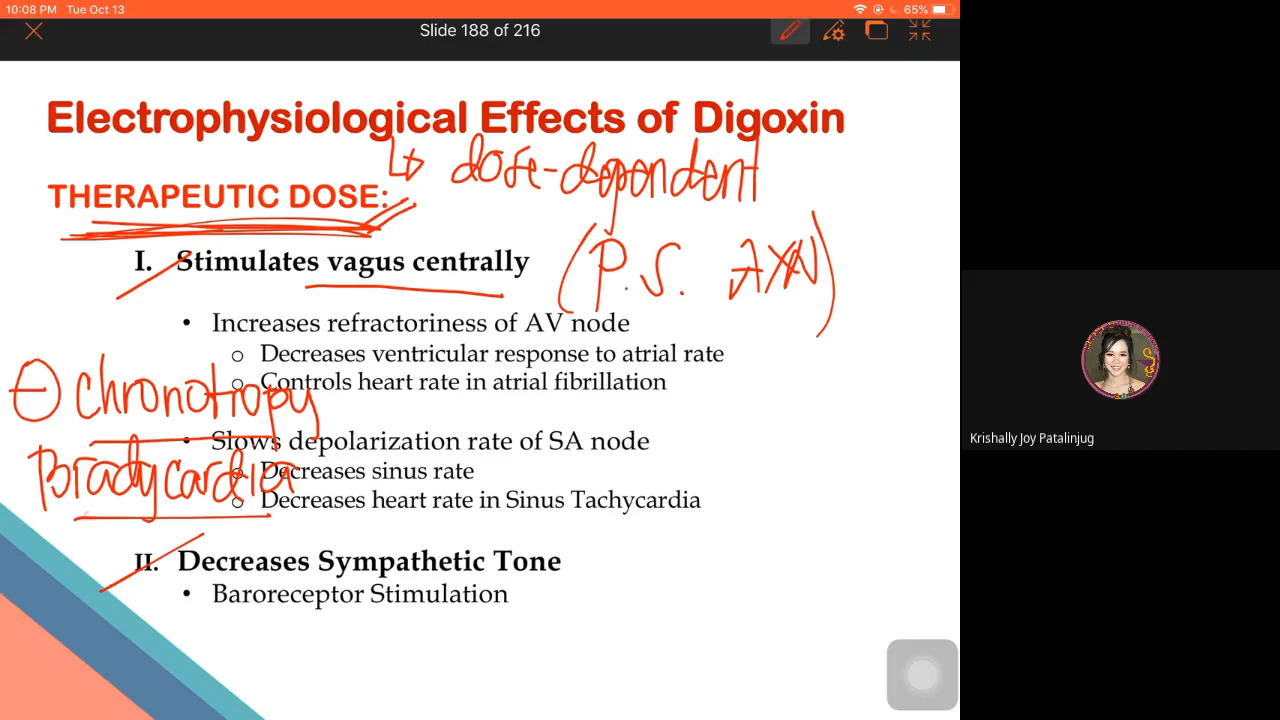 10:08 PM Tue Oct 13
65%
Slide 188 of 216
Electrophysiological Effects of Digoxin
↳ dose-dependent
THERAPEUTIC DOSE:
I. Stimulates vagus centrally
(P.S. AXN)
• Increases refractoriness of AV node
o Decreases ventricular response to atrial rate
o Controls heart rate in atrial fibrillation
⊖ chronotropy
• Slows depolarization rate of SA node
Bradycardia
o Decreases sinus rate
o Decreases heart rate in Sinus Tachycardia
II. Decreases Sympathetic Tone
• Baroreceptor Stimulation
Krishally Joy Patalinjug